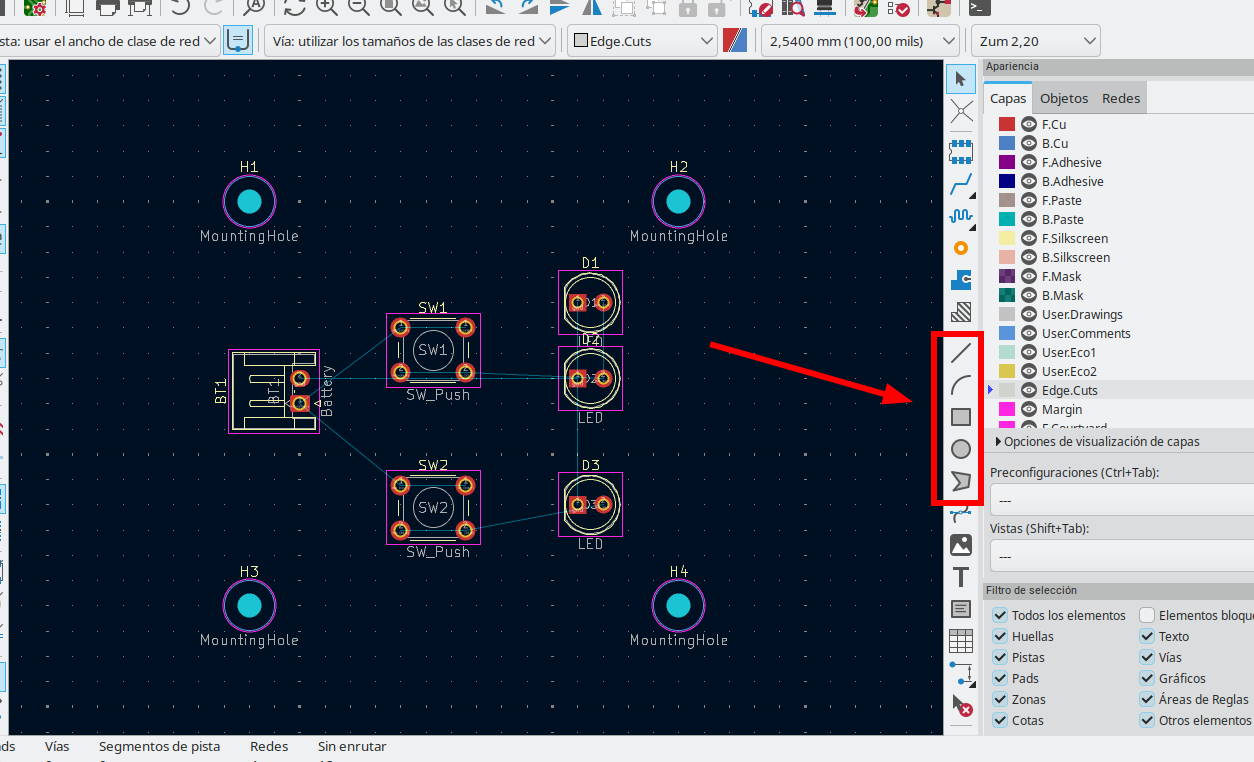 sta: usar el ancho de clase de red
Vía: utilizar los tamaños de las clases de red
Edge.Cuts
2,5400 mm (100,00 mils)
Zum 2,20
Apariencia
Capas
Objetos
Redes
F.Cu
B.Cu
F.Adhesive
B.Adhesive
F.Paste
B.Paste
F.Silkscreen
B.Silkscreen
F.Mask
B.Mask
User.Drawings
User.Comments
User.Eco1
User.Eco2
Edge.Cuts
Margin
F.Courtyard
Opciones de visualización de capas
Preconfiguraciones (Ctrl+Tab):
---
Vistas (Shift+Tab):
---
Filtro de selección
Todos los elementos
Elementos bloque
Huellas
Texto
Pistas
Vías
Pads
Gráficos
Zonas
Áreas de Reglas
Cotas
Otros elementos
H1
MountingHole
H2
MountingHole
D1
D1
SW1
SW1
SW_Push
D2
D2
LED
BT1
BT1
Battery
SW2
SW2
SW_Push
D3
D3
LED
H3
MountingHole
H4
MountingHole
ads
Vías
Segmentos de pista
Redes
Sin enrutar